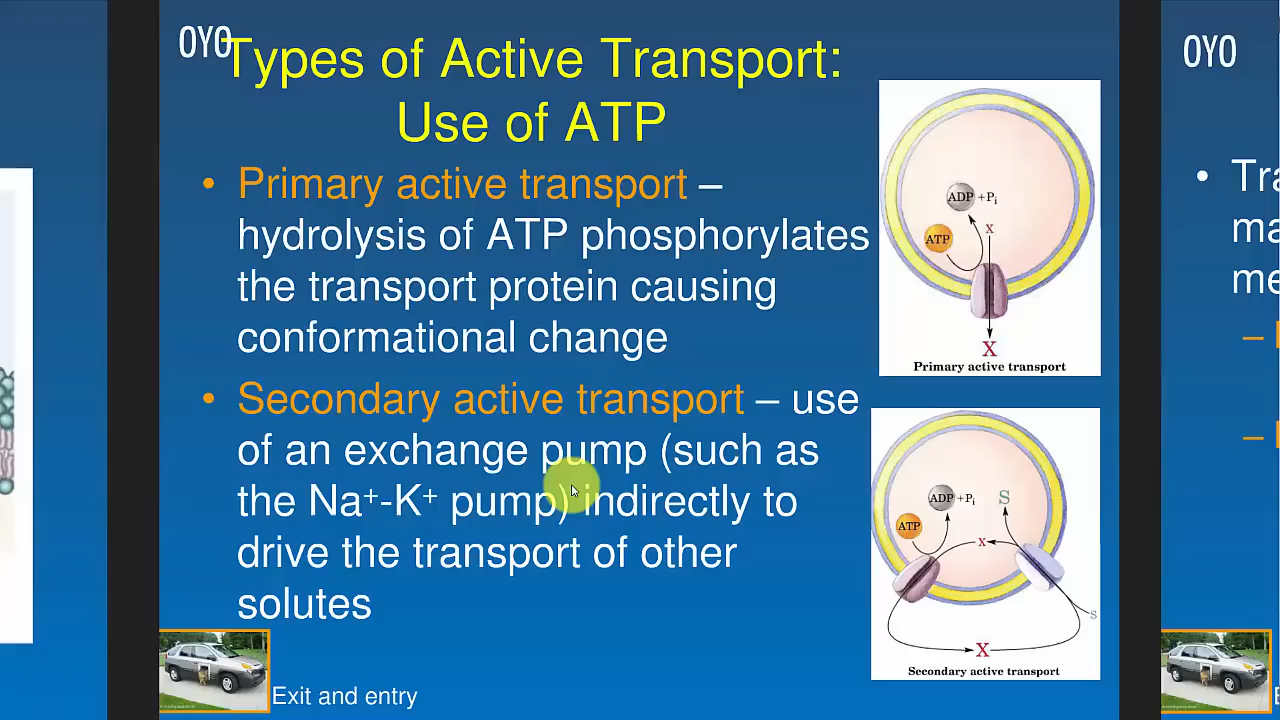 OYO
Types of Active Transport:
Use of ATP
• Primary active transport –
hydrolysis of ATP phosphorylates
the transport protein causing
conformational change
• Secondary active transport – use
of an exchange pump (such as
the Na⁺-K⁺ pump) indirectly to
drive the transport of other
solutes
Exit and entry
ADP +Pᵢ
ATP
x
X
Primary active transport
ADP +Pᵢ
S
ATP
x
S
X
Secondary active transport
OYO